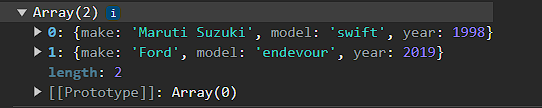 Array(2) i
0: {make: 'Maruti Suzuki', model: 'swift', year: 1998}
1: {make: 'Ford', model: 'endevour', year: 2019}
length: 2
[[Prototype]]: Array(0)